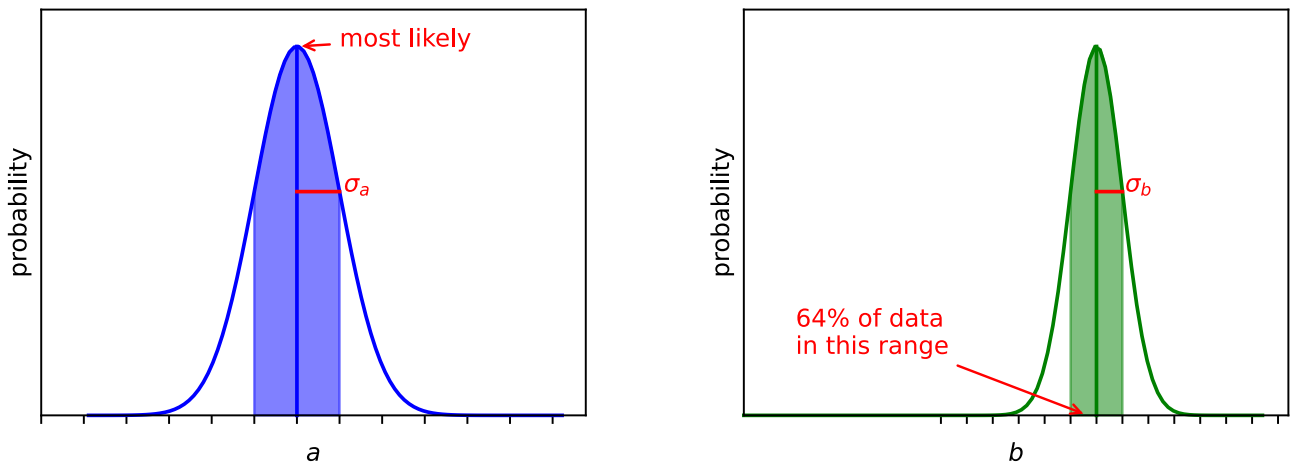 most likely
σa
probability
a
probability
σb
64% of data
in this range
b